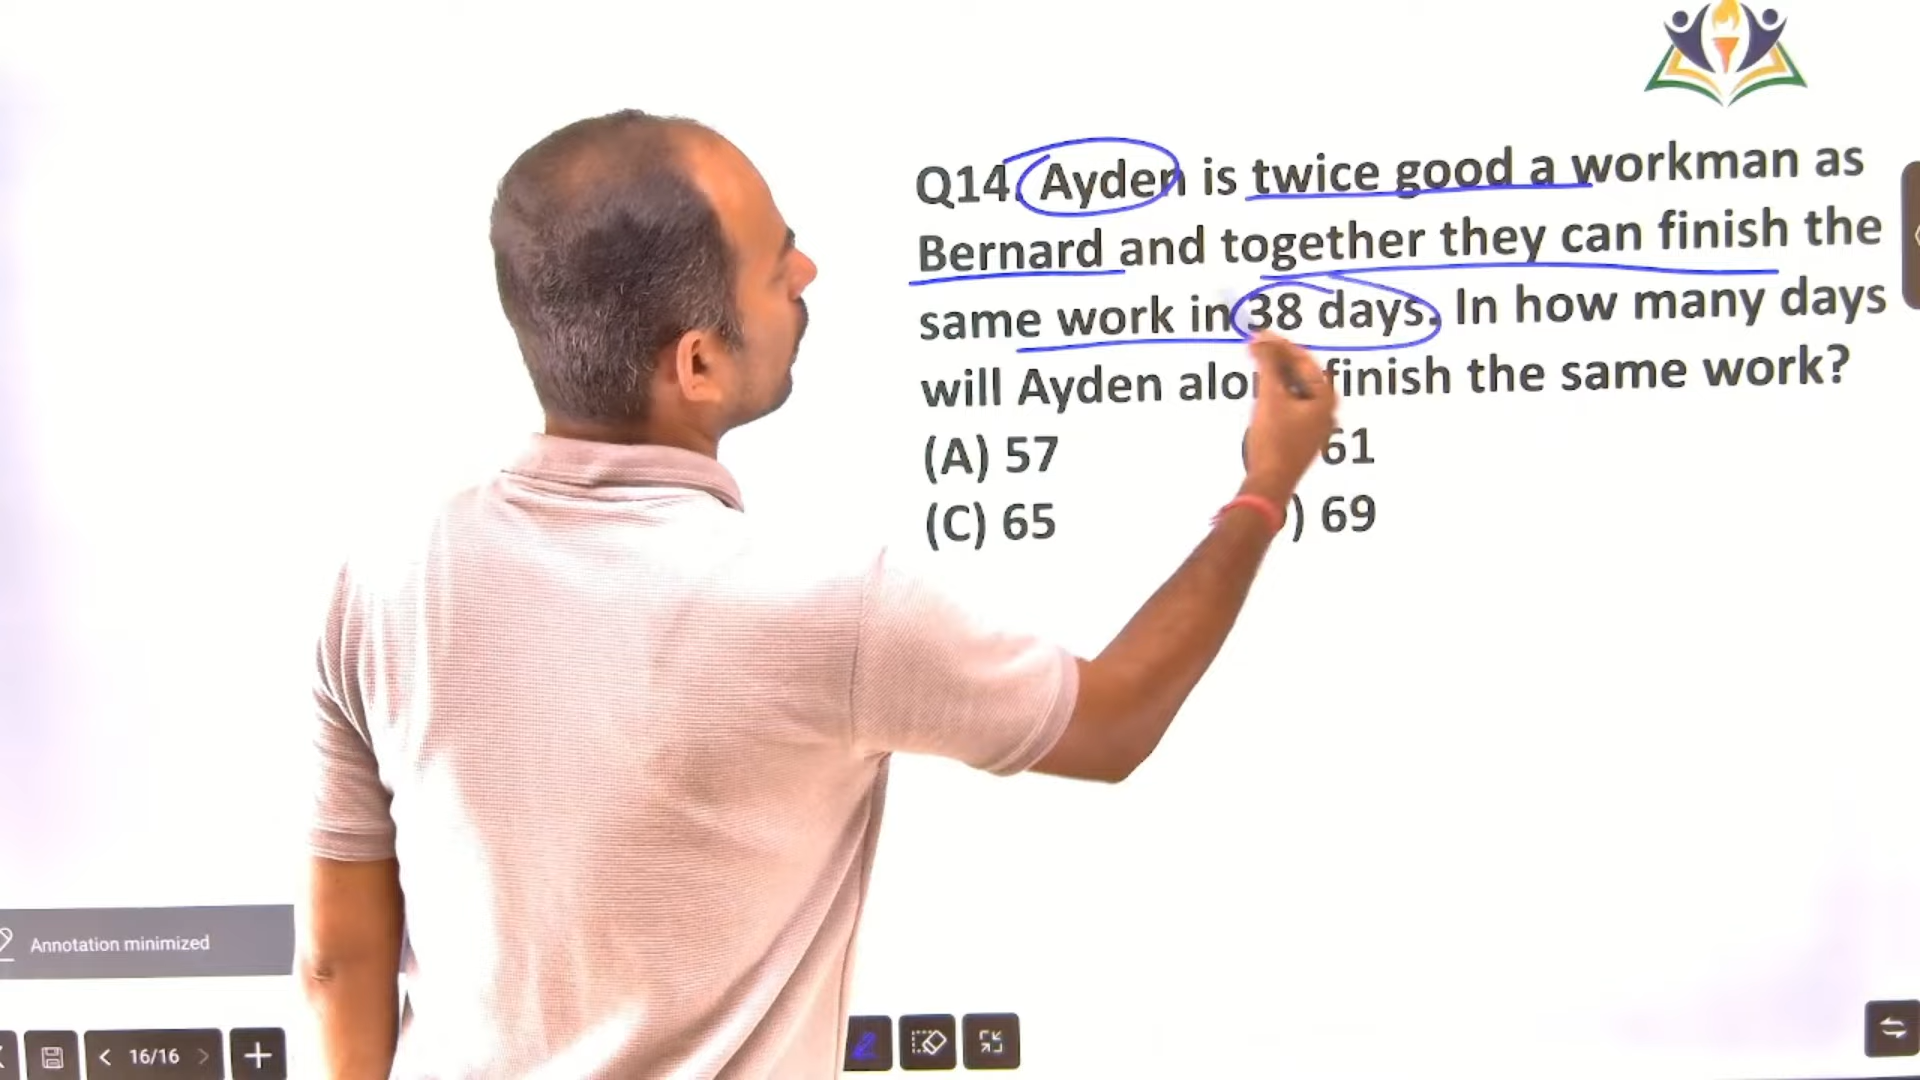 Q14. Ayden is twice good a workman as
Bernard and together they can finish the
same work in 38 days. In how many days
will Ayden finish the same work?
(A) 57 61
(C) 65 ) 69
Annotation minimized
16/16